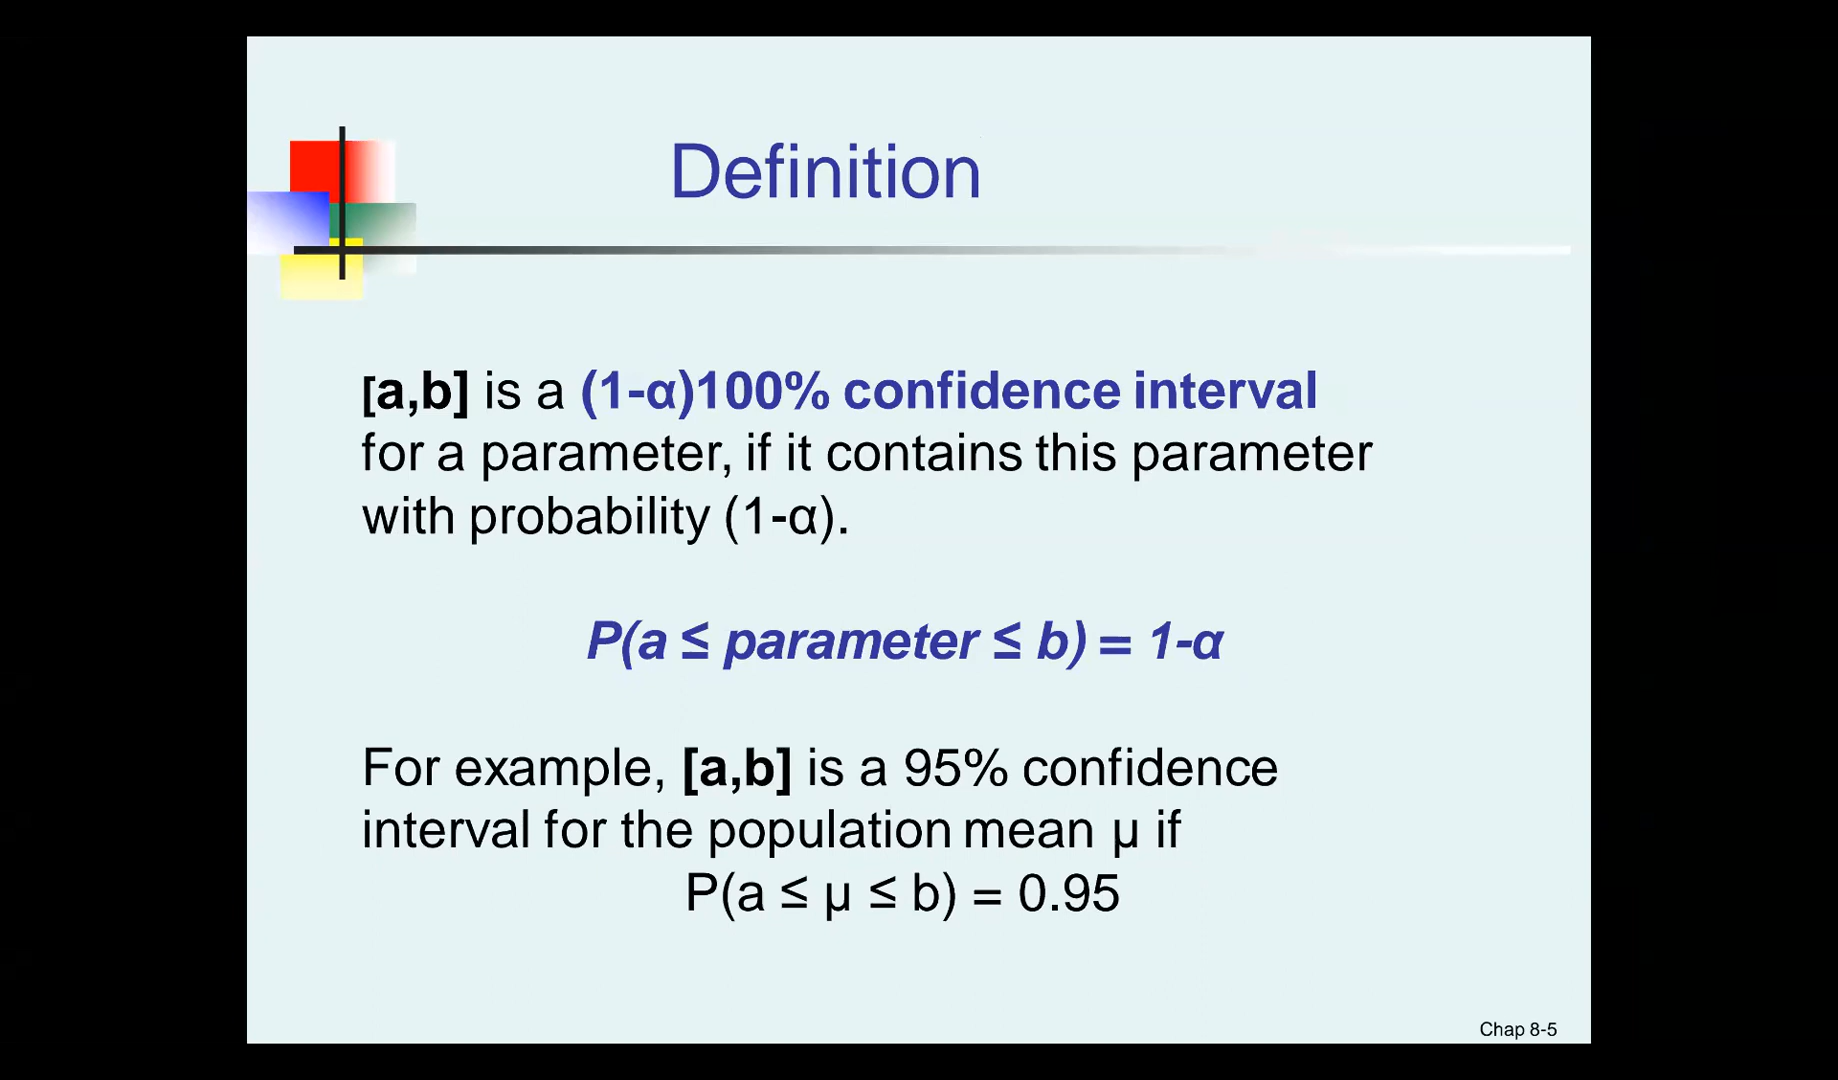 Definition
[a,b] is a (1-α)100% confidence interval
for a parameter, if it contains this parameter
with probability (1-α).
P(a ≤ parameter ≤ b) = 1-α
For example, [a,b] is a 95% confidence
interval for the population mean μ if
P(a ≤ μ ≤ b) = 0.95
Chap 8-5